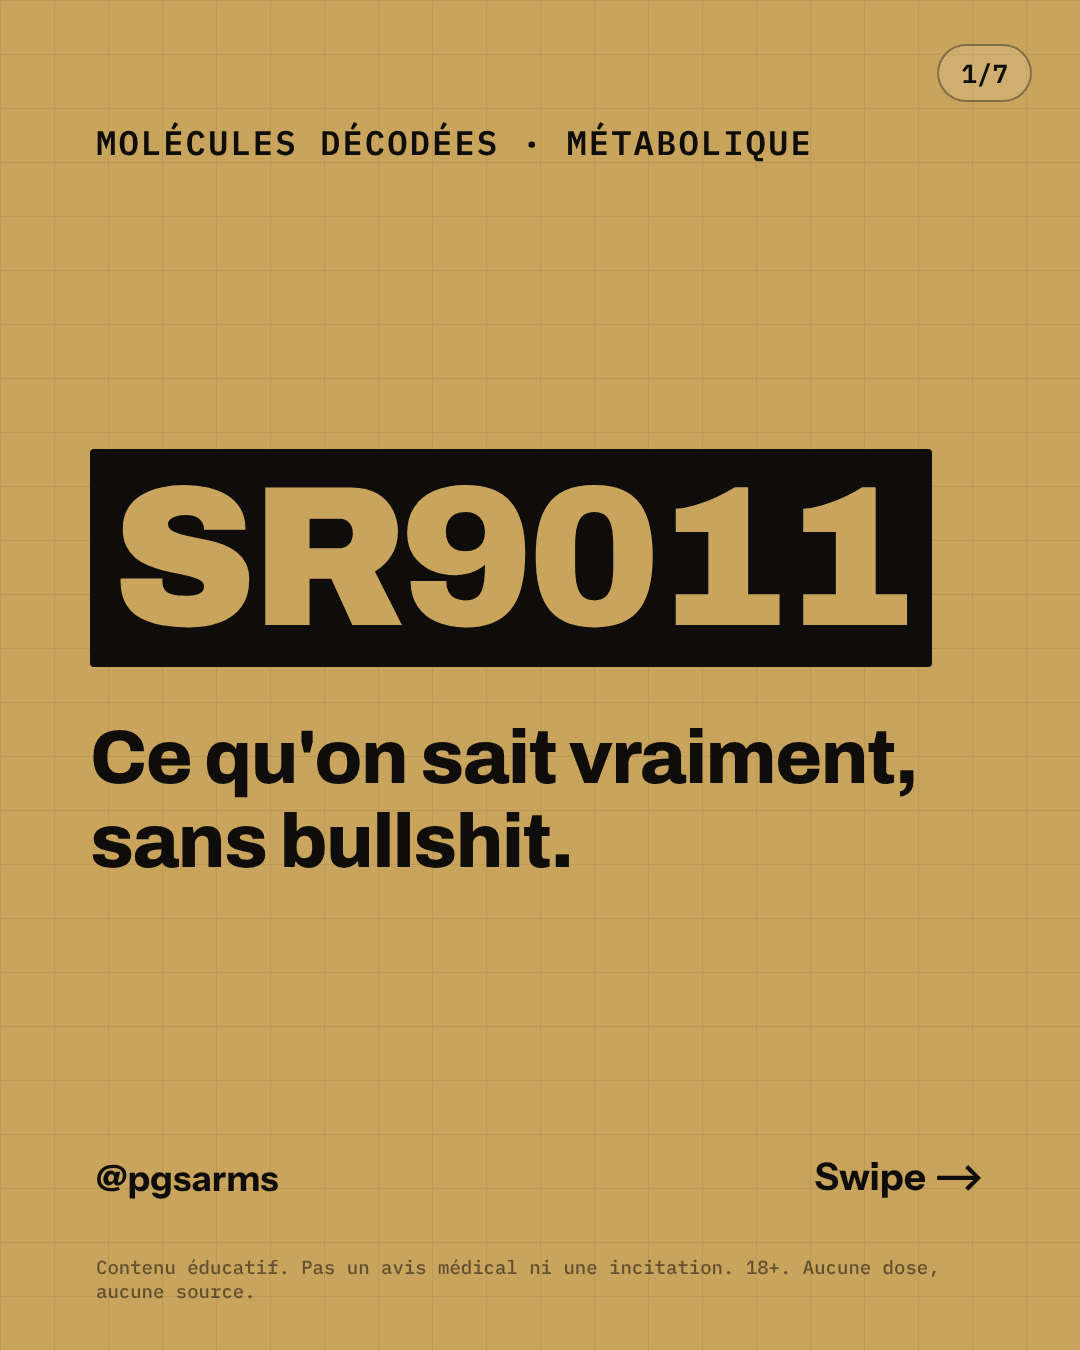 1/7
MOLÉCULES DÉCODÉES · MÉTABOLIQUE
SR9011
Ce qu'on sait vraiment,
sans bullshit.
@pgsarms
Swipe →
Contenu éducatif. Pas un avis médical ni une incitation. 18+. Aucune dose,
aucune source.